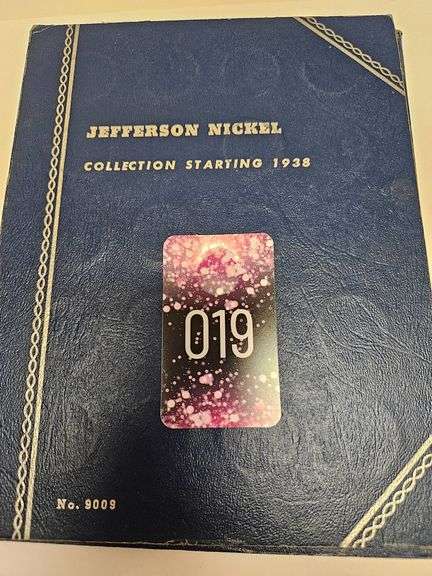 JEFFERSON NICKEL
COLLECTION STARTING 1938
019
No. 9009